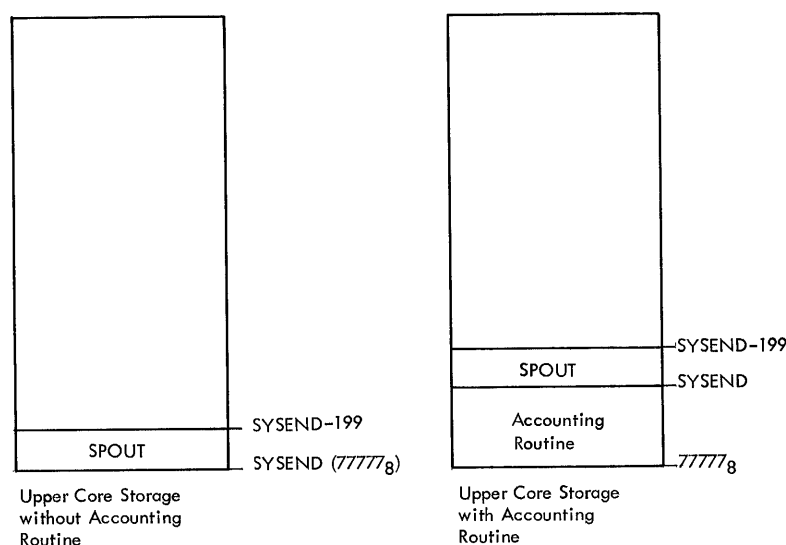 SYSEND-199
SPOUT
SYSEND (77777₈)
Upper Core Storage
without Accounting
Routine
SYSEND-199
SPOUT
SYSEND
Accounting
Routine
77777₈
Upper Core Storage
with Accounting
Routine